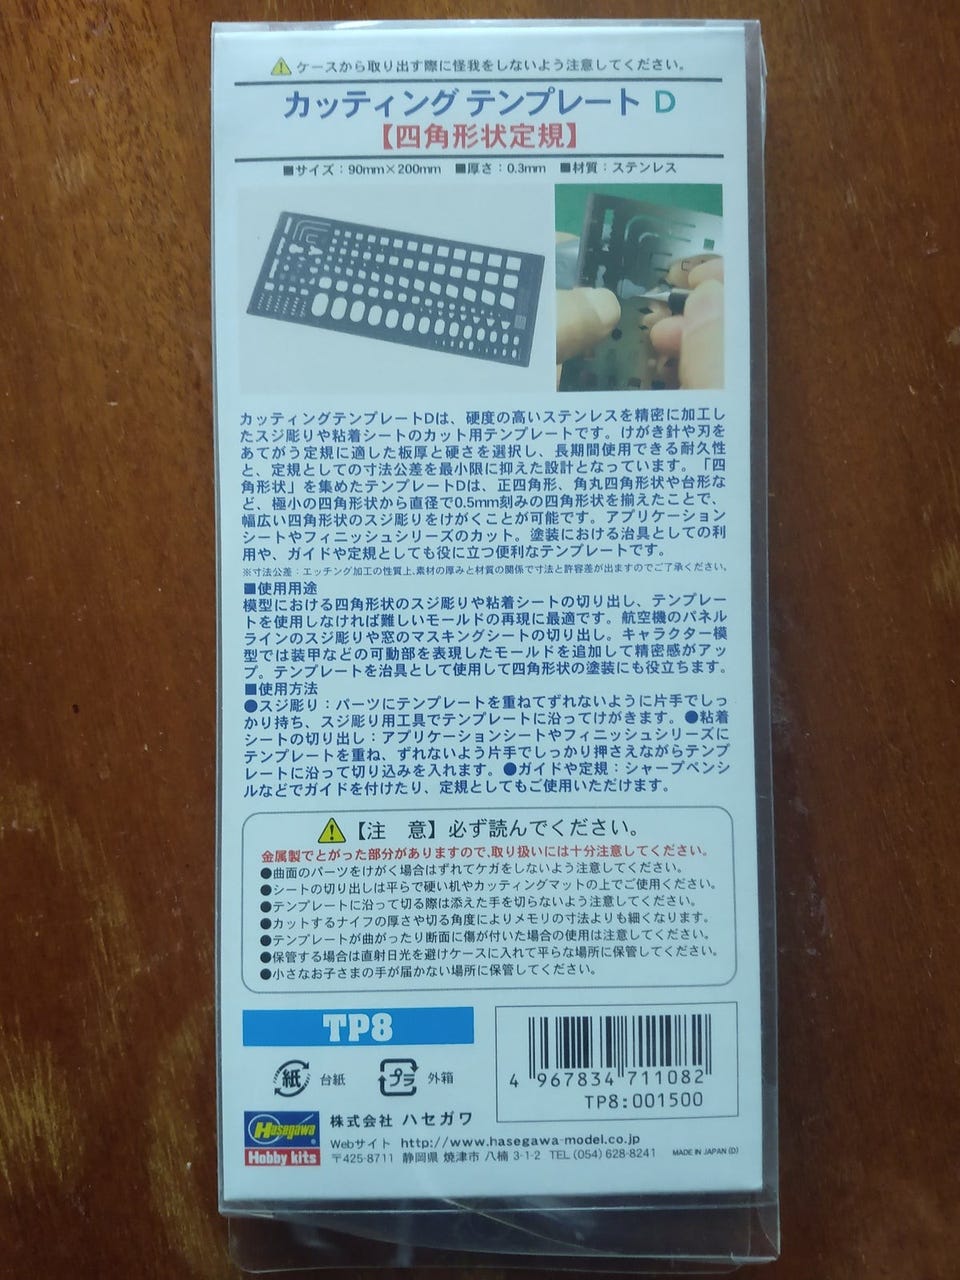 ⚠ケースから取り出す際に怪我をしないよう注意してください。
カッティング テンプレート D
【四角形状定規】
■サイズ：90mm×200mm ■厚さ：0.3mm ■材質：ステンレス
カッティングテンプレートDは、硬度の高いステンレスを精密に加工し
たスジ彫りや粘着シートのカット用テンプレートです。けがき針や刃を
あてがう定規に適した板厚と硬さを選択し、長期間使用できる耐久性
と、定規としての寸法公差を最小限に抑えた設計となっています。「四
角形状」を集めたテンプレートDは、正四角形、角丸四角形状や台形な
ど、極小の四角形状から直径で0.5mm刻みの四角形状を揃えたことで、
幅広い四角形状のスジ彫りをけがくことが可能です。アプリケーション
シートやフィニッシュシリーズのカット。塗装における治具としての利
用や、ガイドや定規としても役に立つ便利なテンプレートです。
※寸法公差：エッチング加工の性質上、素材の厚みと材質の関係で寸法と許容差が出ますのでご了承ください。
■使用用途
模型における四角形状のスジ彫りや粘着シートの切り出し、テンプレー
トを使用しなければ難しいモールドの再現に最適です。航空機のパネル
ラインのスジ彫りや窓のマスキングシートの切り出し。キャラクター模
型では装甲などの可動部を表現したモールドを追加して精密感がアッ
プ。テンプレートを治具として使用して四角形状の塗装にも役立ちます。
■使用方法
●スジ彫り：パーツにテンプレートを重ねてずれないように片手でしっ
かり持ち、スジ彫り用工具でテンプレートに沿ってけがきます。●粘着
シートの切り出し：アプリケーションシートやフィニッシュシリーズに
テンプレートを重ね、ずれないよう片手でしっかり押さえながらテンプ
レートに沿って切り込みを入れます。●ガイドや定規：シャープペンシ
ルなどでガイドを付けたり、定規としてもご使用いただけます。
⚠【注　意】必ず読んでください。
金属製でとがった部分がありますので、取り扱いには十分注意してください。
●曲面のパーツをけがく場合はずれてケガをしないよう注意してください。
●シートの切り出しは平らで硬い机やカッティングマットの上でご使用ください。
●テンプレートに沿って切る際は添えた手を切らないよう注意してください。
●カットするナイフの厚さや切る角度によりメモリの寸法よりも細くなります。
●テンプレートが曲がったり断面に傷が付いた場合の使用は注意してください。
●保管する場合は直射日光を避けケースに入れて平らな場所に保管してください。
●小さなお子さまの手が届かない場所に保管してください。
TP8
紙 台紙 プラ 外箱
4 967834 711082
TP8:001500
Hasegawa
Hobby kits
株式会社 ハセガワ
Webサイト http://www.hasegawa-model.co.jp
〒425-8711 静岡県 焼津市 八楠 3-1-2 TEL(054)628-8241 MADE IN JAPAN (D)